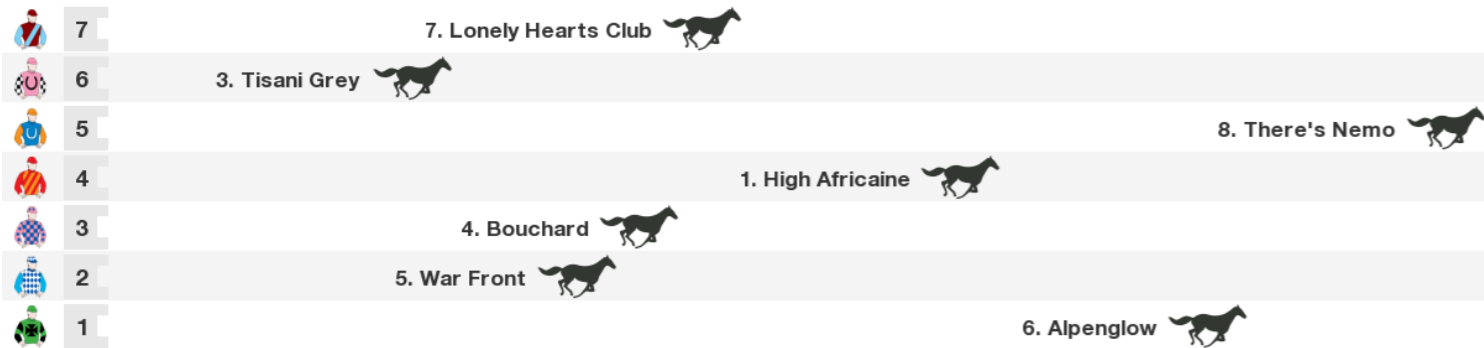 7 7. Lonely Hearts Club
6 3. Tisani Grey
5 8. There's Nemo
4 1. High Africaine
3 4. Bouchard
2 5. War Front
1 6. Alpenglow